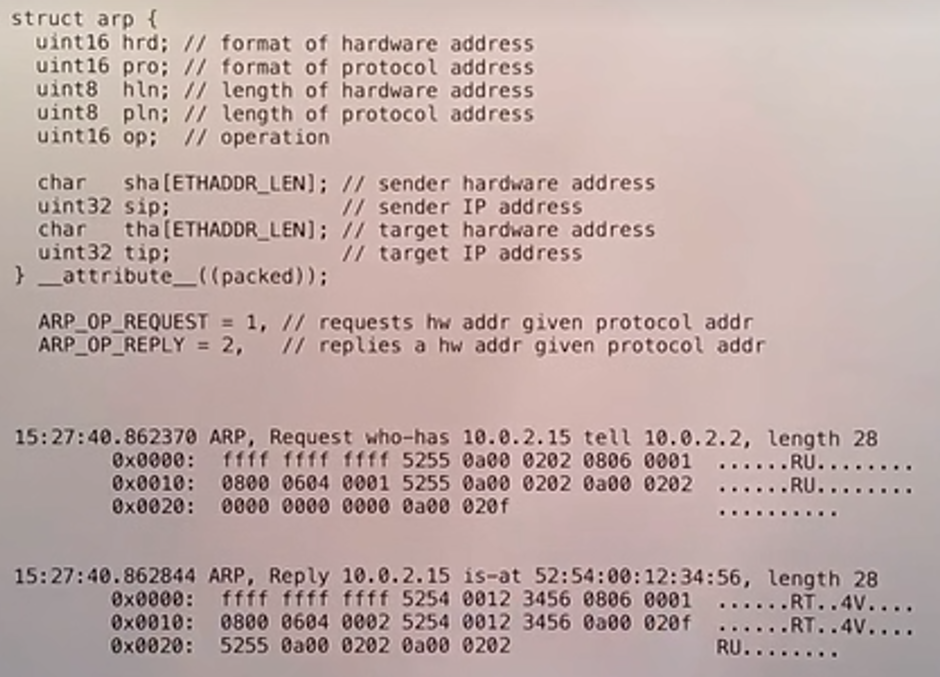 struct arp {
  uint16 hrd; // format of hardware address
  uint16 pro; // format of protocol address
  uint8  hln; // length of hardware address
  uint8  pln; // length of protocol address
  uint16 op;  // operation

  char   sha[ETHADDR_LEN]; // sender hardware address
  uint32 sip;              // sender IP address
  char   tha[ETHADDR_LEN]; // target hardware address
  uint32 tip;              // target IP address
} __attribute__((packed));

  ARP_OP_REQUEST = 1, // requests hw addr given protocol addr
  ARP_OP_REPLY = 2,   // replies a hw addr given protocol addr

15:27:40.862370 ARP, Request who-has 10.0.2.15 tell 10.0.2.2, length 28
        0x0000:  ffff ffff ffff 5255 0a00 0202 0806 0001  ......RU........
        0x0010:  0800 0604 0001 5255 0a00 0202 0a00 0202  ......RU........
        0x0020:  0000 0000 0000 0a00 020f                 ..........

15:27:40.862844 ARP, Reply 10.0.2.15 is-at 52:54:00:12:34:56, length 28
        0x0000:  ffff ffff ffff 5254 0012 3456 0806 0001  ......RT..4V....
        0x0010:  0800 0604 0002 5254 0012 3456 0a00 020f  ......RT..4V....
        0x0020:  5255 0a00 0202 0a00 0202                 RU........